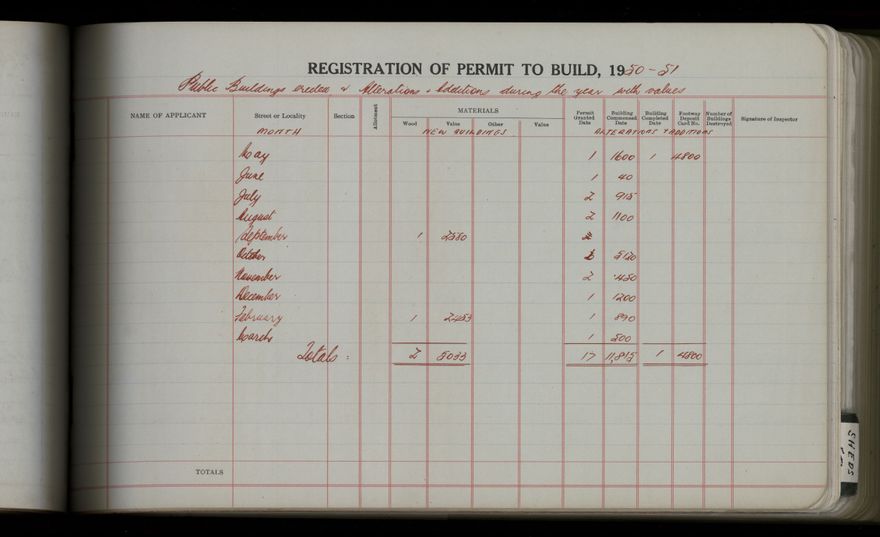 REGISTRATION OF PERMIT TO BUILD, 1950-51
Public Buildings erected & Alterations & Additions during the year with values
NAME OF APPLICANT Street or Locality Section Allotment MATERIALS Permit Granted Date Building Commenced Date Building Completed Date Footway Deposit Card No. Number of Buildings Destroyed Signature of Inspector
Wood Value Other Value
MONTH NEW BUILDINGS ALTERATIONS & ADDITIONS
May 1 1600 1 4800
June 1 40
July 2 915
August 2 1100
September 1 2580
October 6 5120
November 2 450
December 1 1200
February 1 2453 1 890
March 1 500
Totals: 2 5033 17 11,815 1 4800
TOTALS
SHEDS